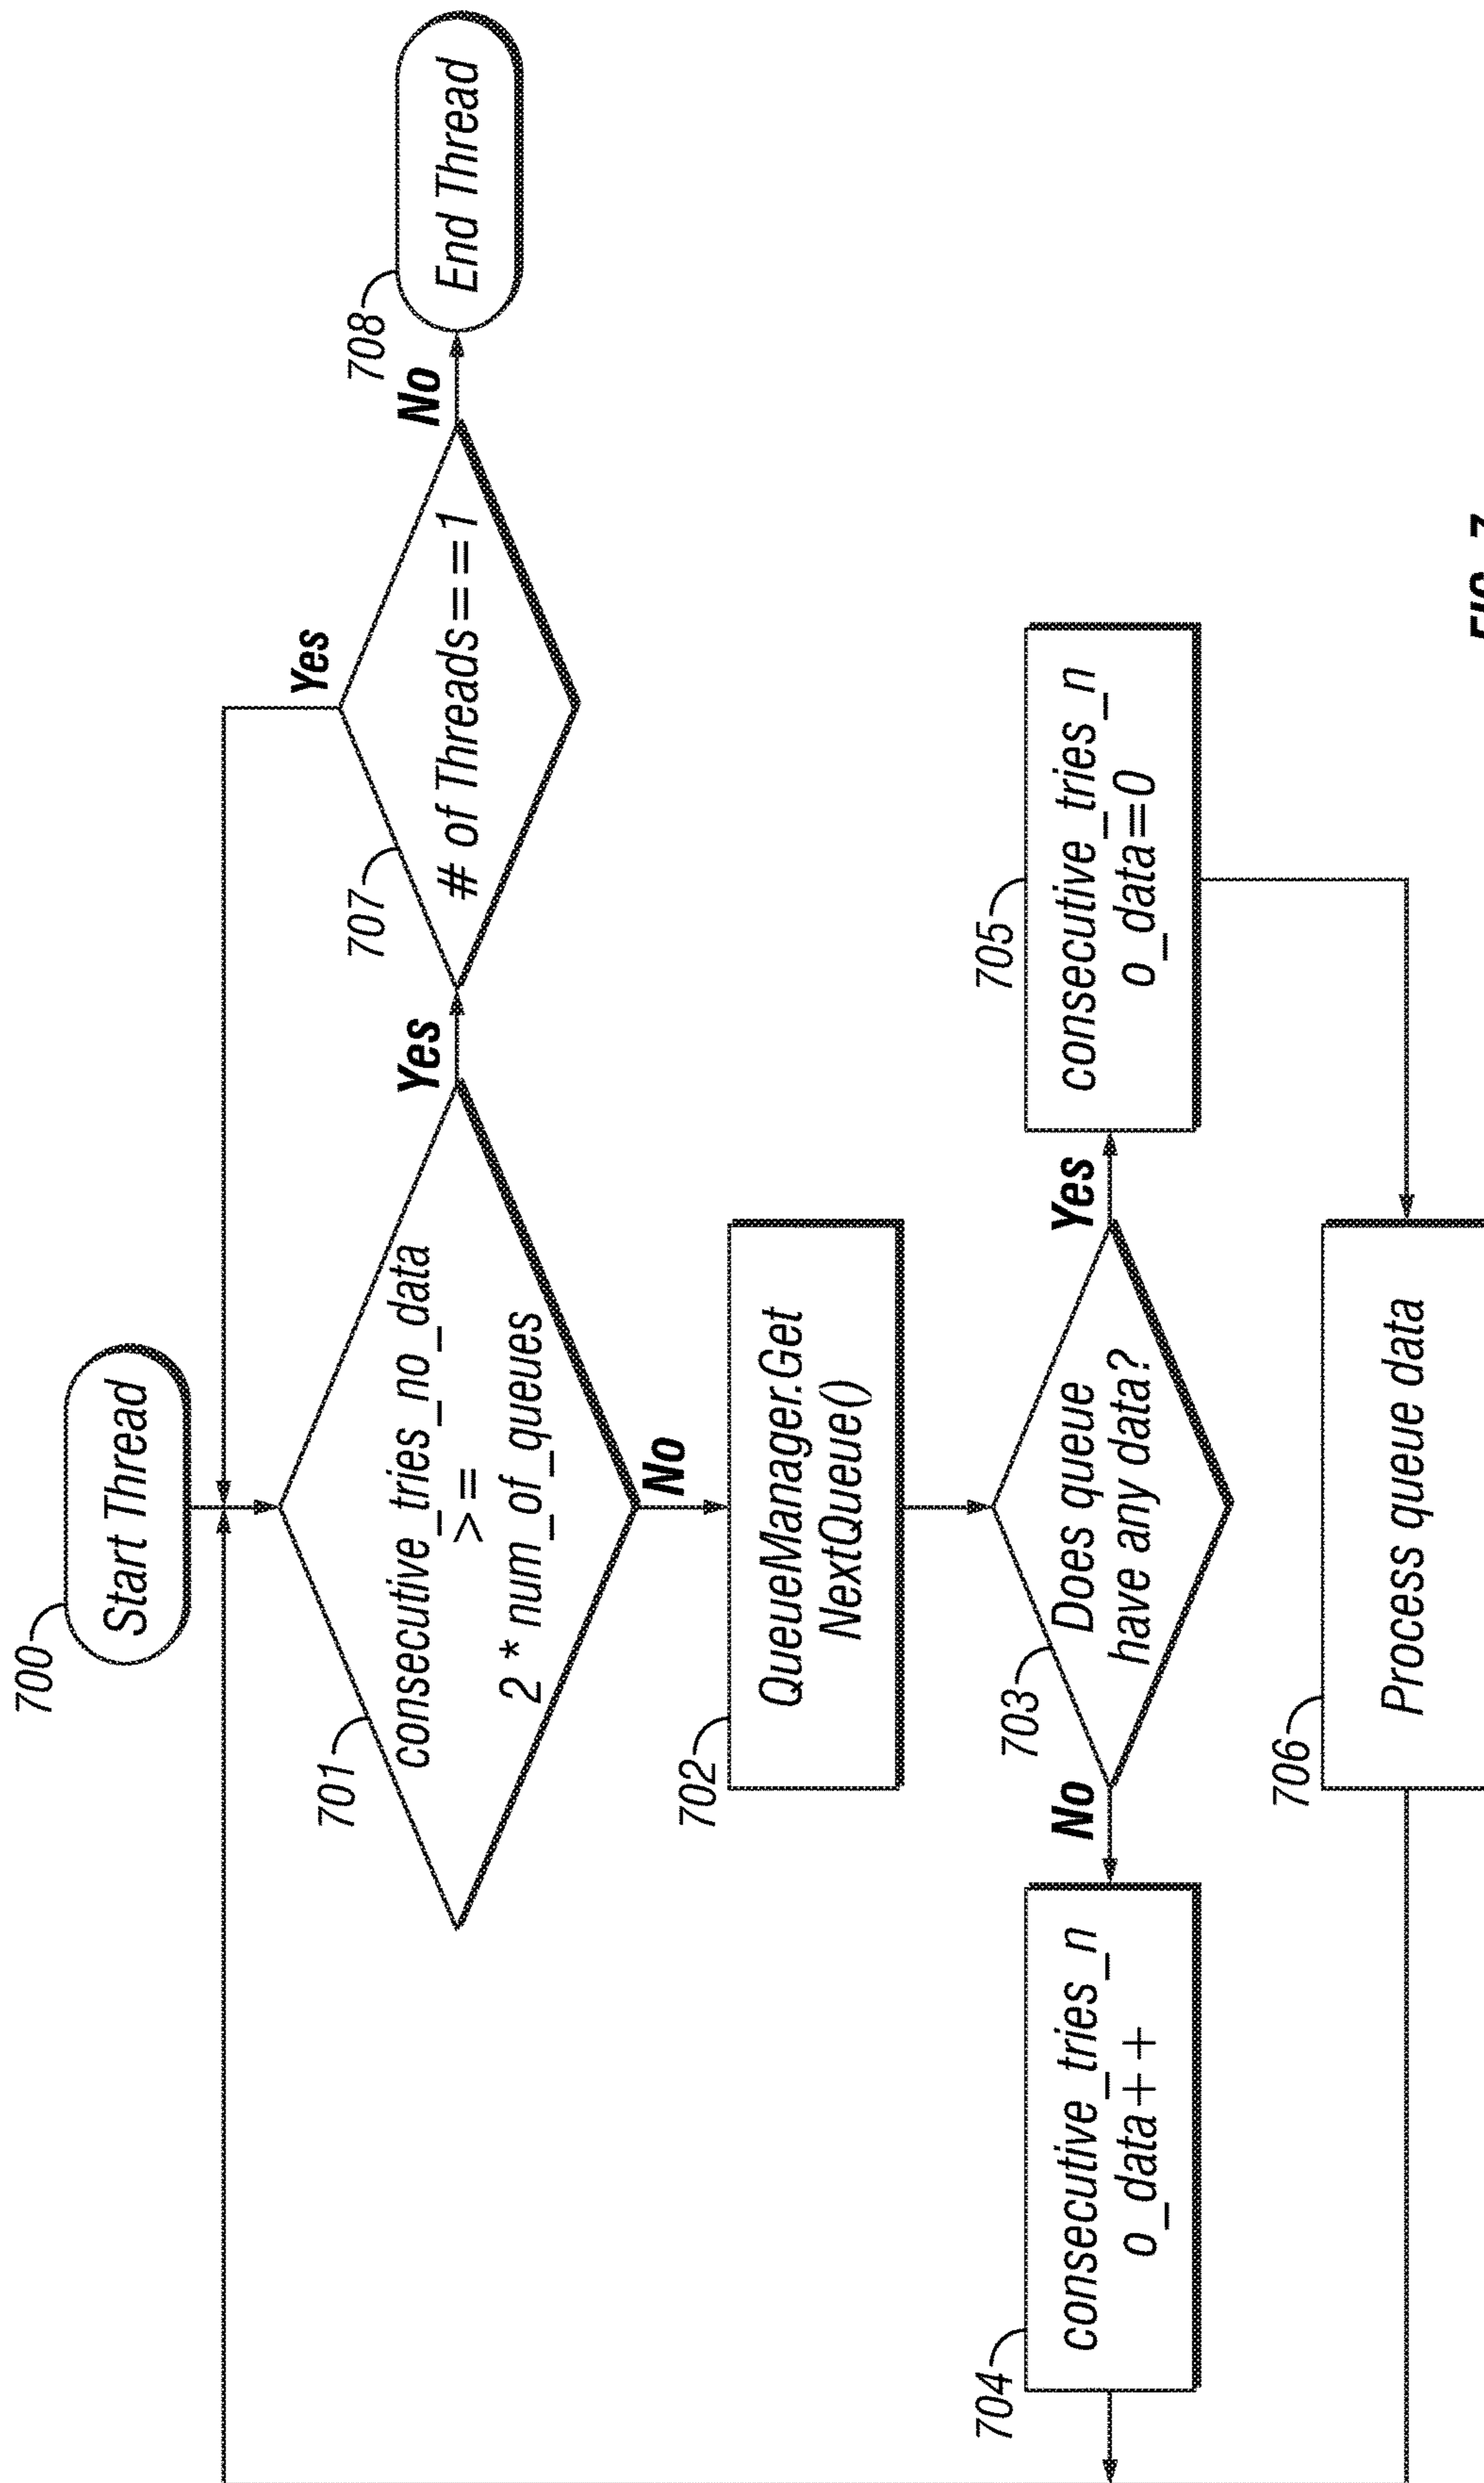 700
Start Thread
701
consecutive_tries_no_data
>=
2 * num_of_queues
Yes
707
# of Threads==1
Yes
No
708
End Thread
No
702
QueueManager.Get
NextQueue()
703
Does queue
have any data?
No
Yes
704
consecutive_tries_n
o_data++
705
consecutive_tries_n
o_data=0
706
Process queue data
FIG. 7